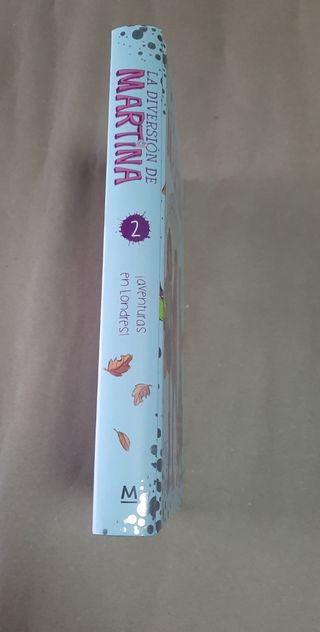 LA DIVERSIÓN DE
MARTINA
2
¡aventuras
en Londres!
M